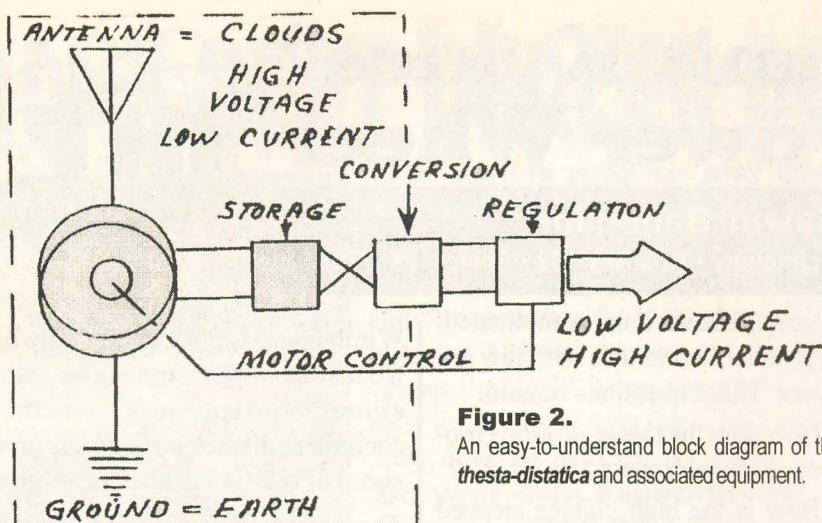 ANTENNA = CLOUDS
HIGH
VOLTAGE
LOW CURRENT
CONVERSION
STORAGE
REGULATION
LOW VOLTAGE
HIGH CURRENT
MOTOR CONTROL
GROUND = EARTH
Figure 2.
An easy-to-understand block diagram of th
thesta-distatica and associated equipment.